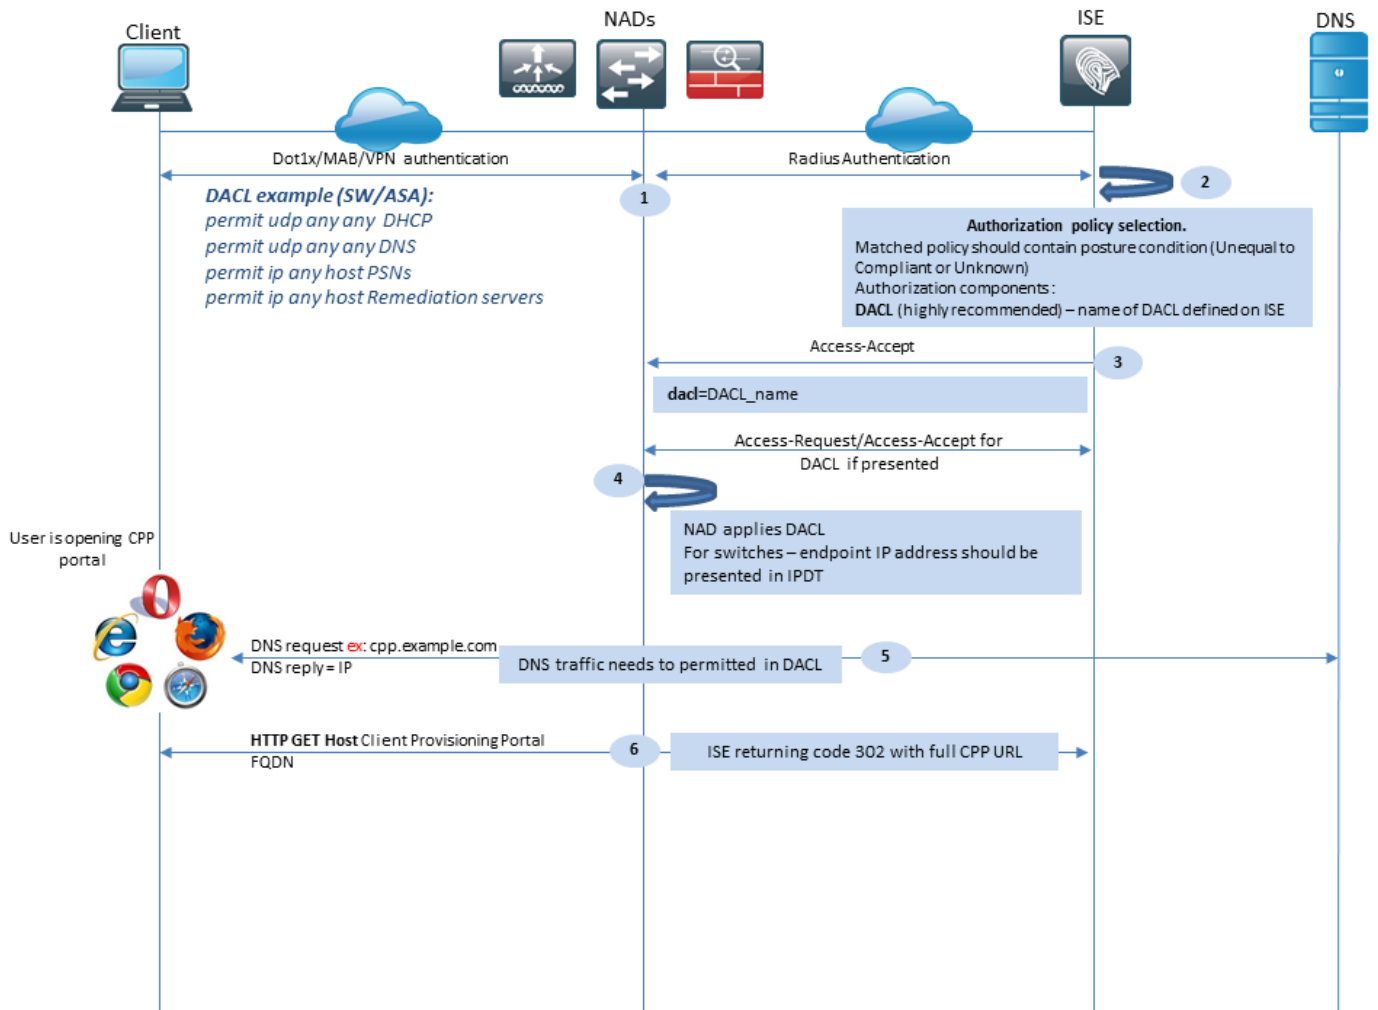 Client
NADs
ISE
DNS
Dot1x/MAB/VPN authentication
Radius Authentication
1
2
DACL example (SW/ASA):
permit udp any any DHCP
permit udp any any DNS
permit ip any host PSNs
permit ip any host Remediation servers
Authorization policy selection.
Matched policy should contain posture condition (Unequal to
Compliant or Unknown)
Authorization components:
DACL (highly recommended) – name of DACL defined on ISE
Access-Accept
3
dacl=DACL_name
Access-Request/Access-Accept for
DACL if presented
4
NAD applies DACL
For switches – endpoint IP address should be
presented in IPDT
User is opening CPP
portal
DNS request ex: cpp.example.com
DNS reply = IP
DNS traffic needs to permitted in DACL
5
HTTP GET Host Client Provisioning Portal
FQDN
6
ISE returning code 302 with full CPP URL